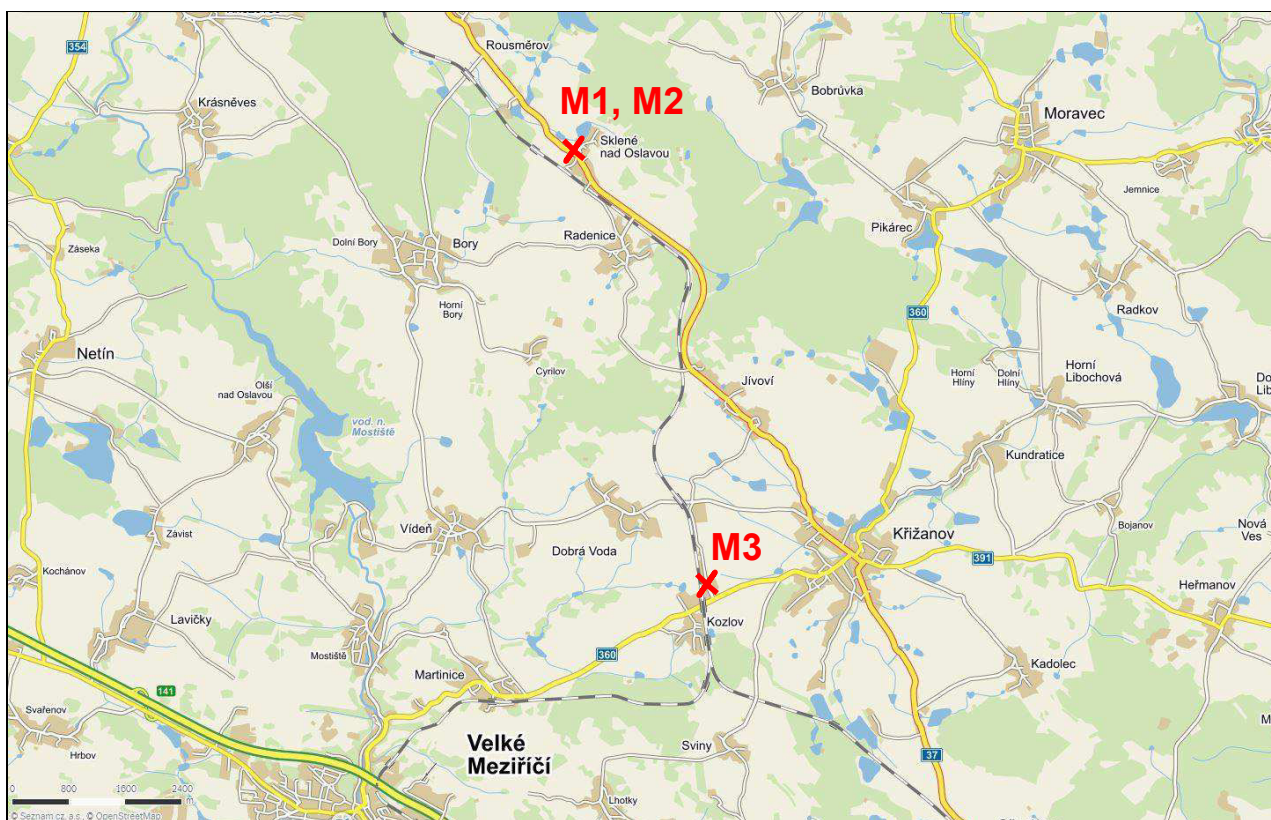 354
Rousměrov
Bobrůvka
M1, M2
Krásněves
Moravec
Sklené
nad Oslavou
Jemnice
Pikárec
Dolní Bory
Bory
Radenice
Záseka
Horní
Bory
360
Radkov
Netín
Cyrilov
Horní
Hlíny
Dolní
Hlíny
Horní
Libochová
Olší
nad Oslavou
Jívoví
vod. n.
Mostiště
Kundratice
Závist
Vídeň
Dobrá Voda
M3
Křižanov
Bojanov
Nová
Ves
391
Kochánov
Heřmanov
Lavičky
Kozlov
Mostiště
360
Kadolec
Martinice
141
Svařenov
Hrbov
Velké
Meziříčí
Sviny
37
Lhotky
0 800 1600 2400
m
© Seznam.cz, a.s., © OpenStreetMap